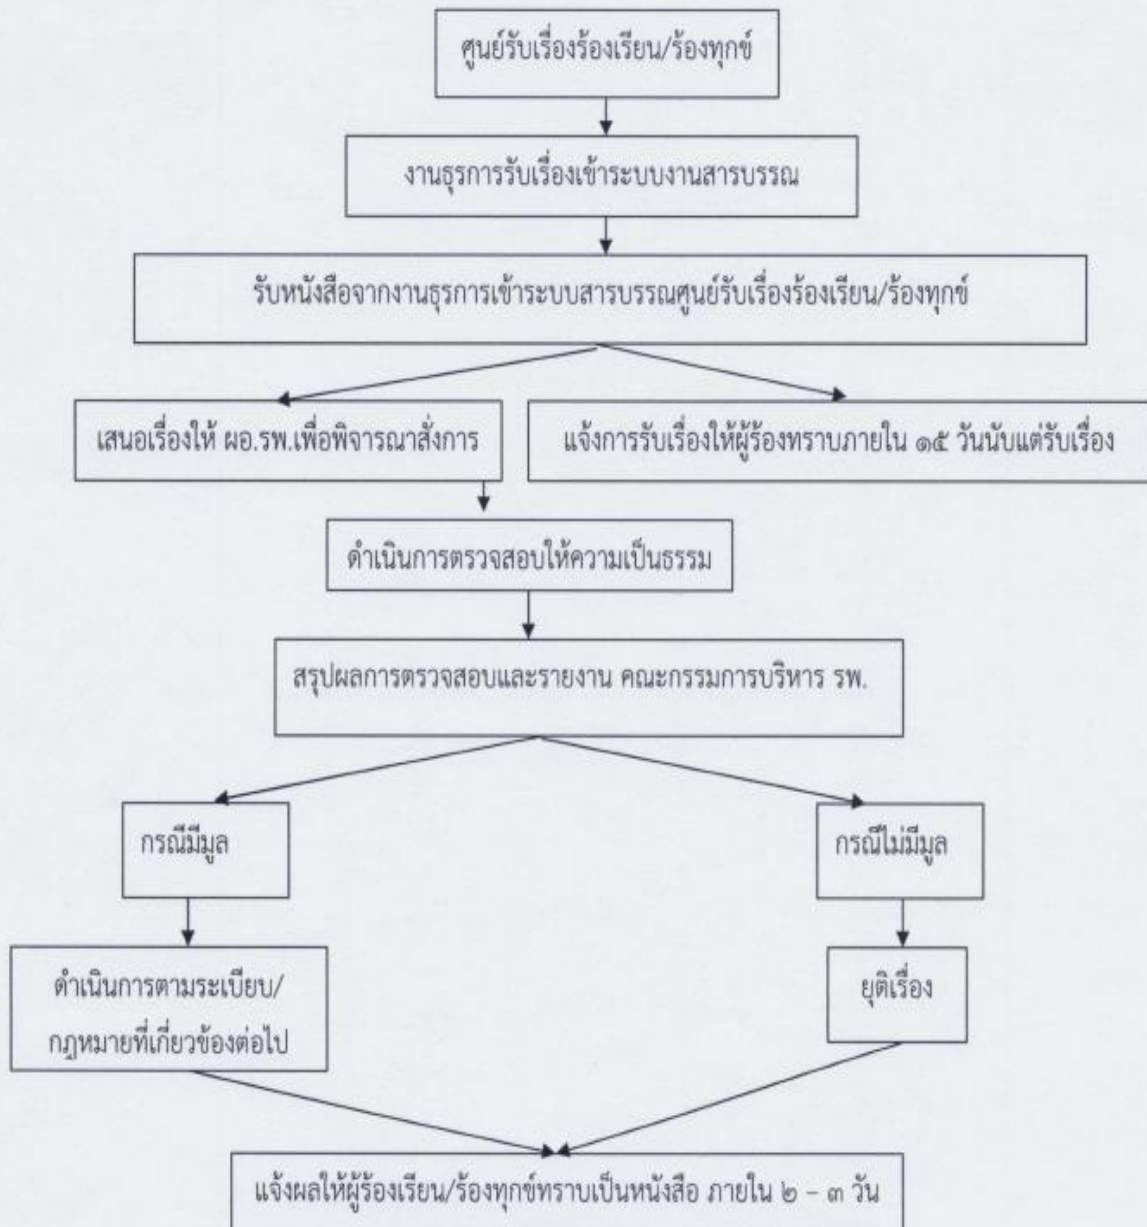 ศูนย์รับเรื่องร้องเรียน/ร้องทุกข์
งานธุรการรับเรื่องเข้าระบบงานสารบรรณ
รับหนังสือจากงานธุรการเข้าระบบสารบรรณศูนย์รับเรื่องร้องเรียน/ร้องทุกข์
เสนอเรื่องให้ ผอ.รพ.เพื่อพิจารณาสั่งการ
แจ้งการรับเรื่องให้ผู้ร้องทราบภายใน ๑๕ วันนับแต่รับเรื่อง
ดำเนินการตรวจสอบให้ความเป็นธรรม
สรุปผลการตรวจสอบและรายงาน คณะกรรมการบริหาร รพ.
กรณีมีมูล
กรณีไม่มีมูล
ดำเนินการตามระเบียบ/
กฎหมายที่เกี่ยวข้องต่อไป
ยุติเรื่อง
แจ้งผลให้ผู้ร้องเรียน/ร้องทุกข์ทราบเป็นหนังสือ ภายใน ๒ – ๓ วัน